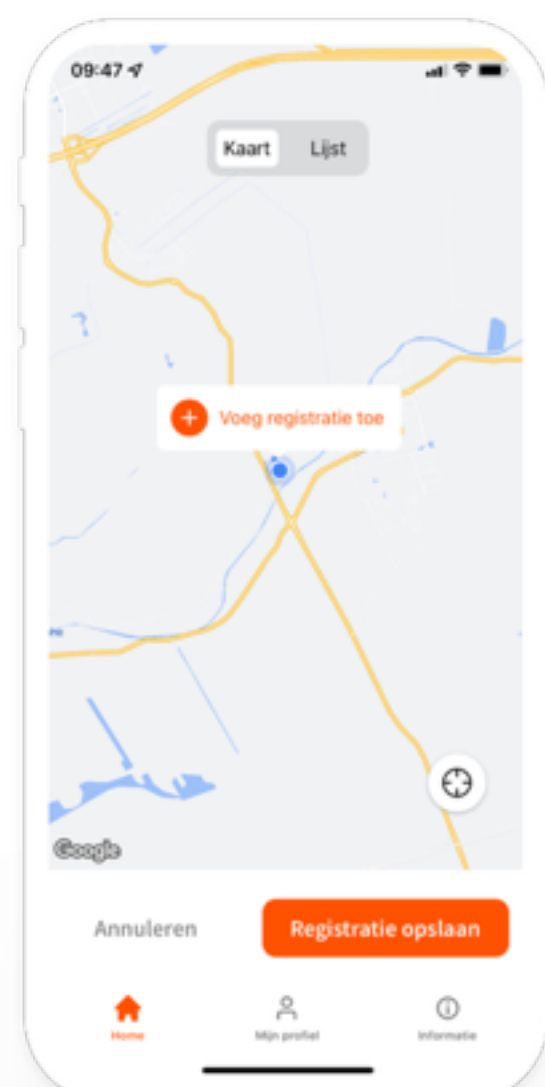 09:47
Kaart Lijst
Voeg registratie toe
Google
Annuleren Registratie opslaan
Home Mijn profiel Informatie